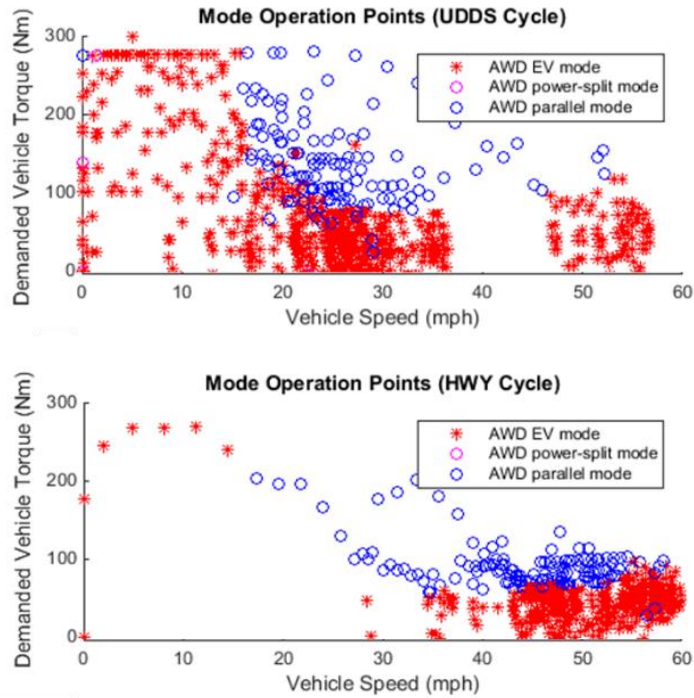 Mode Operation Points (UDDS Cycle)
Demanded Vehicle Torque (Nm)
300
200
100
0
AWD EV mode
AWD power-split mode
AWD parallel mode
0 10 20 30 40 50 60
Vehicle Speed (mph)
Mode Operation Points (HWY Cycle)
Demanded Vehicle Torque (Nm)
300
200
100
0
AWD EV mode
AWD power-split mode
AWD parallel mode
0 10 20 30 40 50 60
Vehicle Speed (mph)